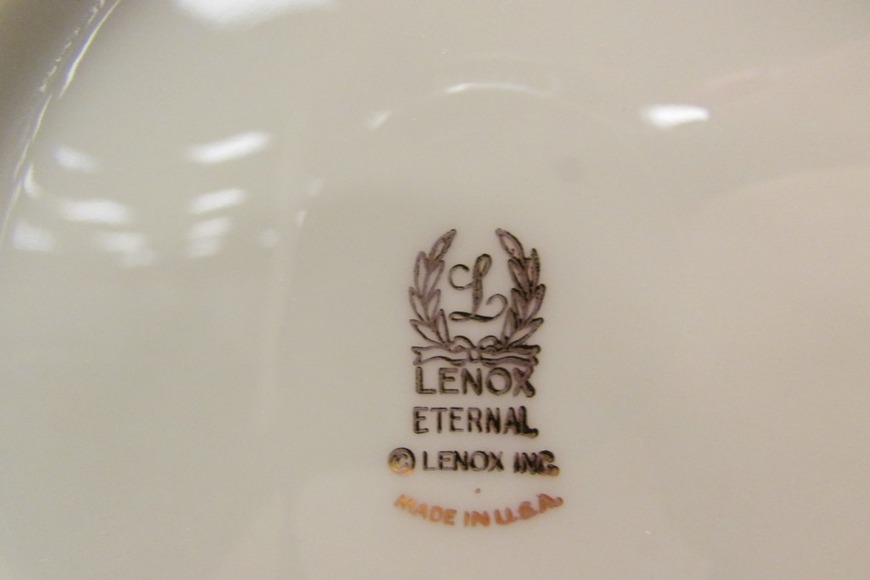 L
LENOX
ETERNAL
© LENOX INC.
MADE IN U.S.A.